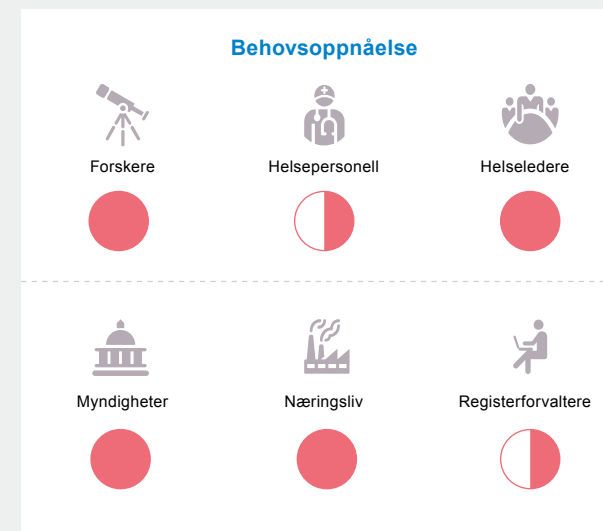 Behovsoppnåelse
Forskere
Helsepersonell
Helseledere
Myndigheter
Næringsliv
Registerforvaltere